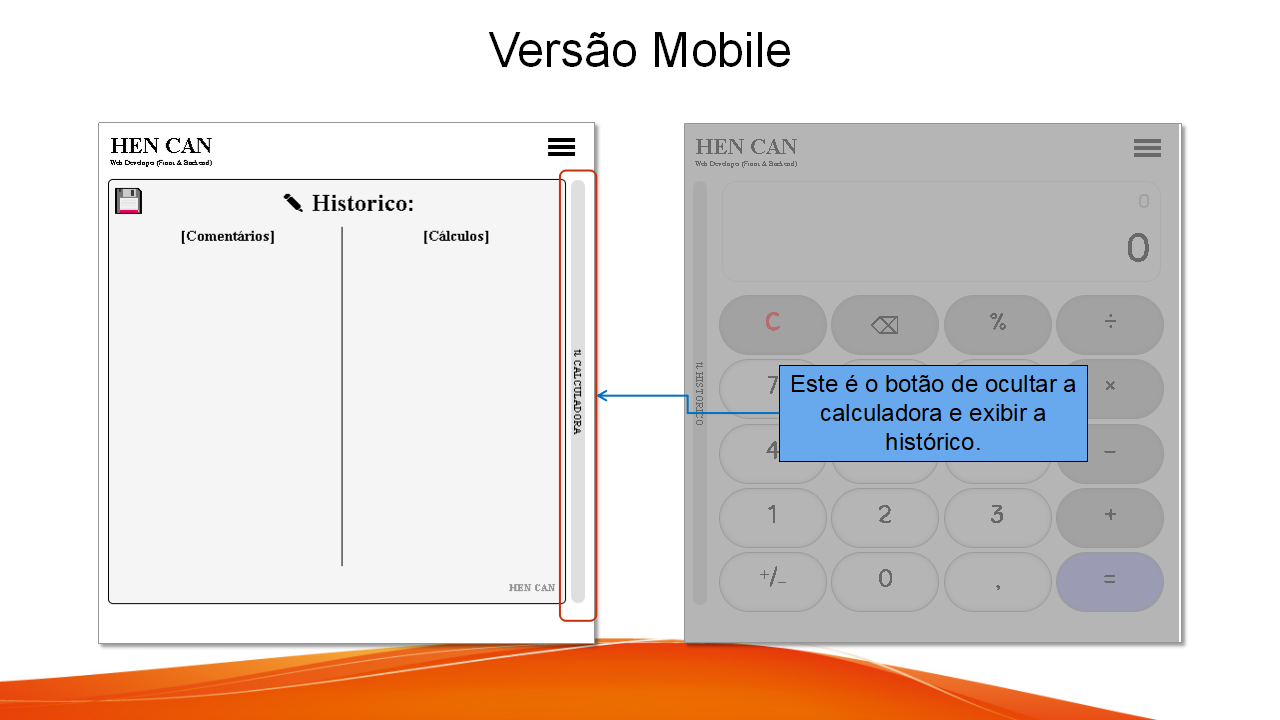 Versão Mobile
HEN CAN
Web Developer (Front & Backend)
Historico:
[Comentários]
[Cálculos]
HEN CAN
⇅ CALCULADORA
HEN CAN
Web Developer (Front & Backend)
0
0
C ⌫ % ÷
7 ×
Este é o botão de ocultar a
calculadora e exibir a
histórico.
⇅ HISTORICO
4 −
1 2 3 +
+/− 0 , =